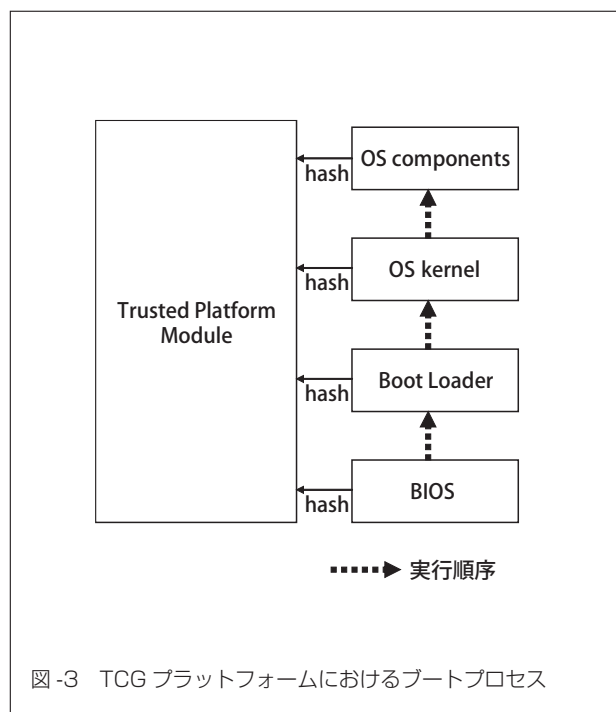 OS components
hash
OS kernel
hash
Trusted Platform
Module
Boot Loader
hash
BIOS
hash
実行順序
図-3 TCG プラットフォームにおけるブートプロセス